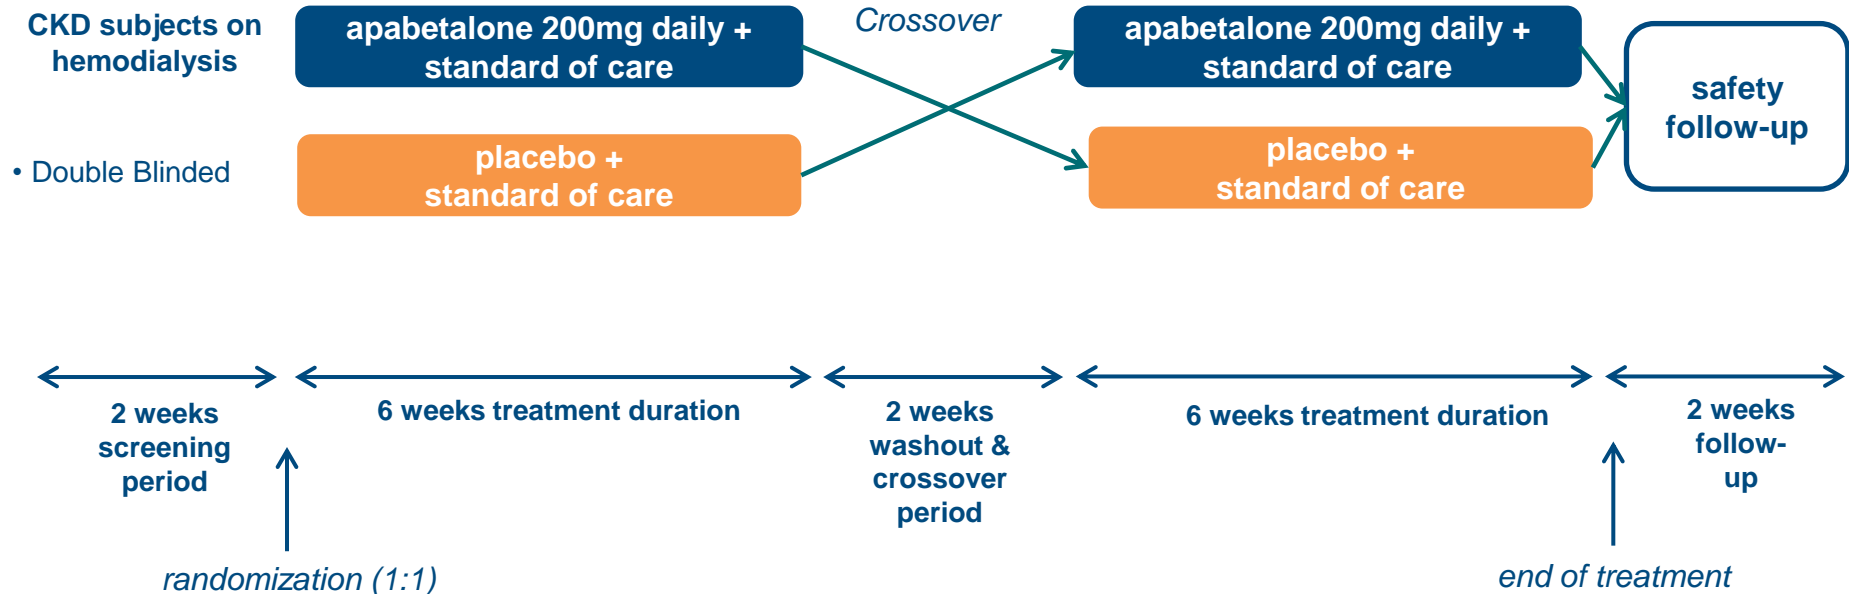 CKD subjects on
hemodialysis
• Double Blinded
apabetalone 200mg daily +
standard of care
placebo +
standard of care
Crossover
apabetalone 200mg daily +
standard of care
placebo +
standard of care
safety
follow-up
2 weeks
screening
period
6 weeks treatment duration
2 weeks
washout &
crossover
period
6 weeks treatment duration
2 weeks
follow-
up
randomization (1:1)
end of treatment